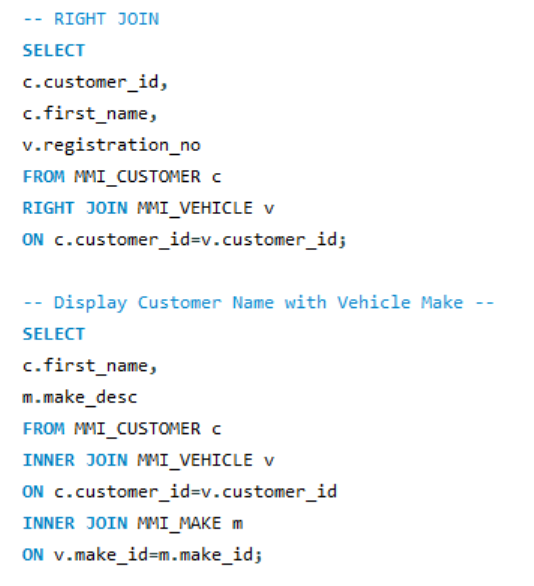 -- RIGHT JOIN
SELECT
c.customer_id,
c.first_name,
v.registration_no
FROM MMI_CUSTOMER c
RIGHT JOIN MMI_VEHICLE v
ON c.customer_id=v.customer_id;
-- Display Customer Name with Vehicle Make --
SELECT
c.first_name,
m.make_desc
FROM MMI_CUSTOMER c
INNER JOIN MMI_VEHICLE v
ON c.customer_id=v.customer_id
INNER JOIN MMI_MAKE m
ON v.make_id=m.make_id;